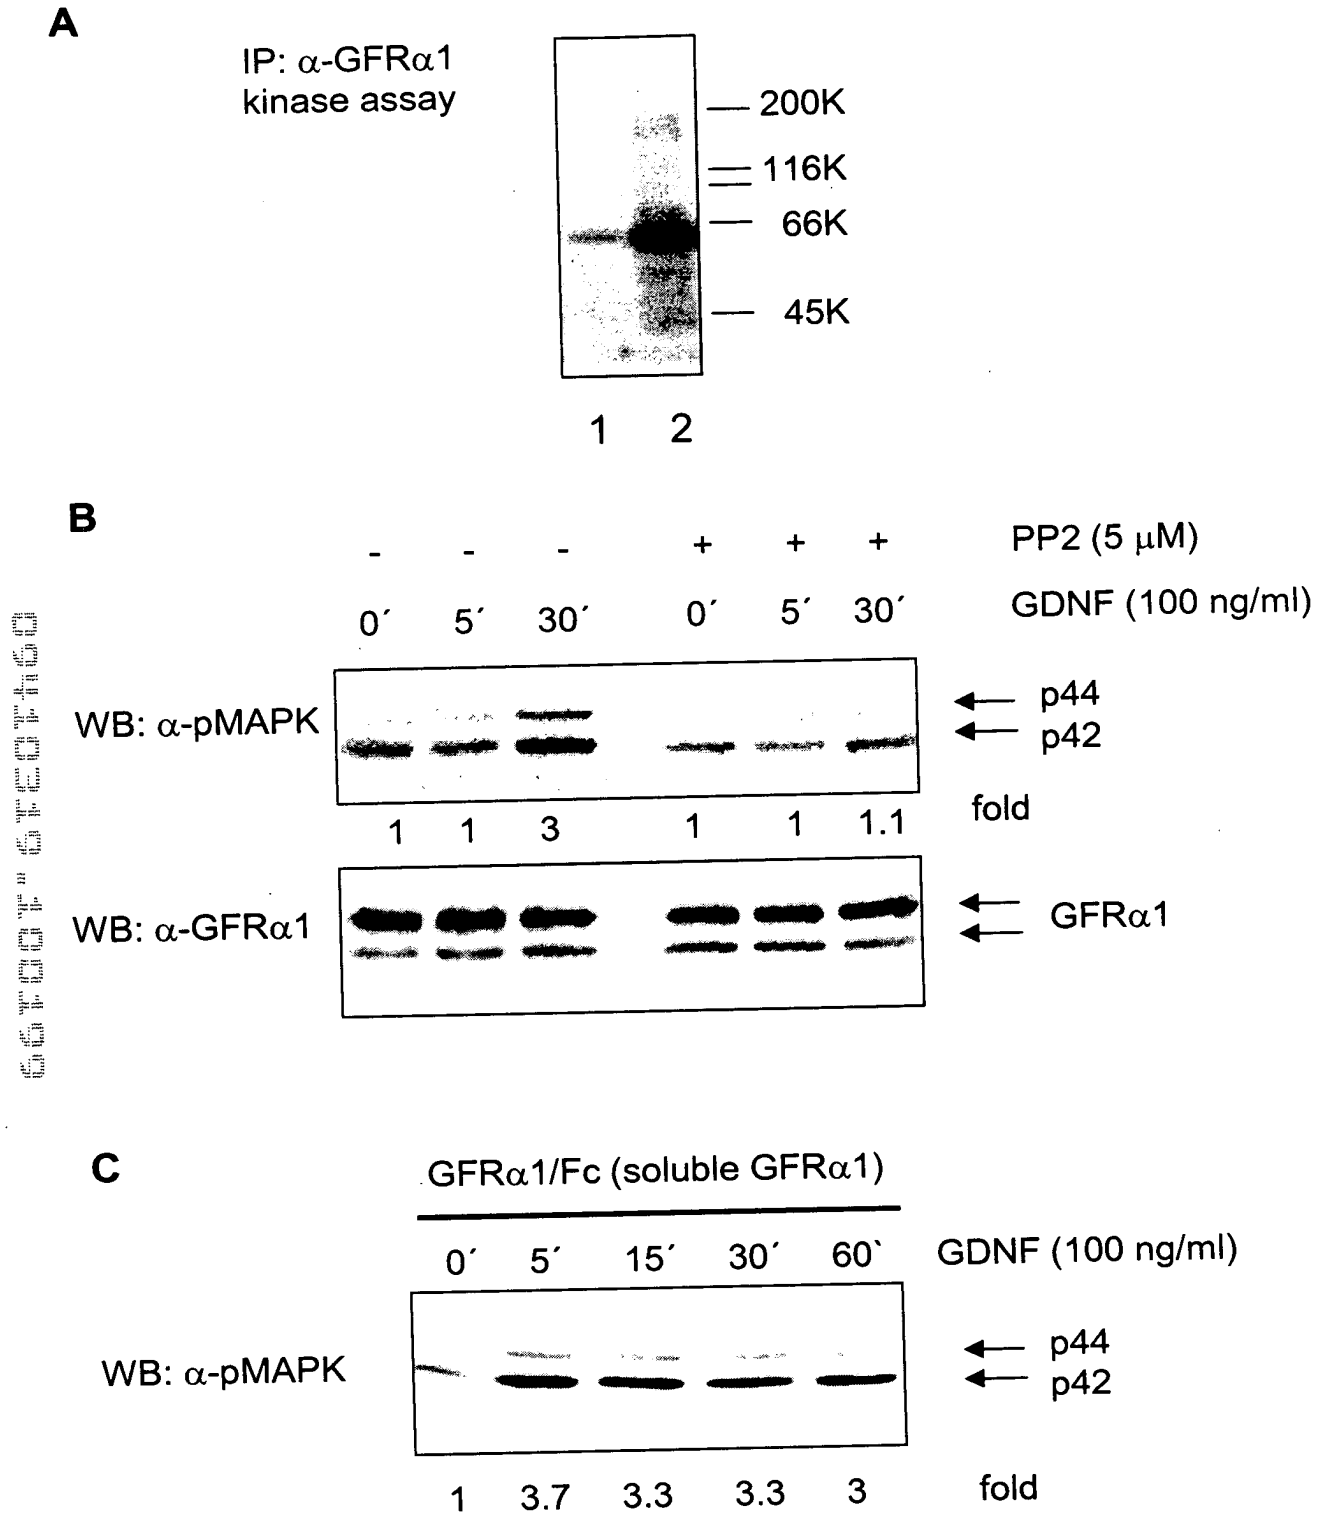 A
IP: α-GFRα1
kinase assay
200K
116K
66K
45K
1 2
B
- - - + + + PP2 (5 μM)
0´ 5´ 30´ 0´ 5´ 30´ GDNF (100 ng/ml)
WB: α-pMAPK
p44
p42
1 1 3 1 1 1.1 fold
WB: α-GFRα1
GFRα1
C
GFRα1/Fc (soluble GFRα1)
0´ 5´ 15´ 30´ 60` GDNF (100 ng/ml)
WB: α-pMAPK
p44
p42
1 3.7 3.3 3.3 3 fold